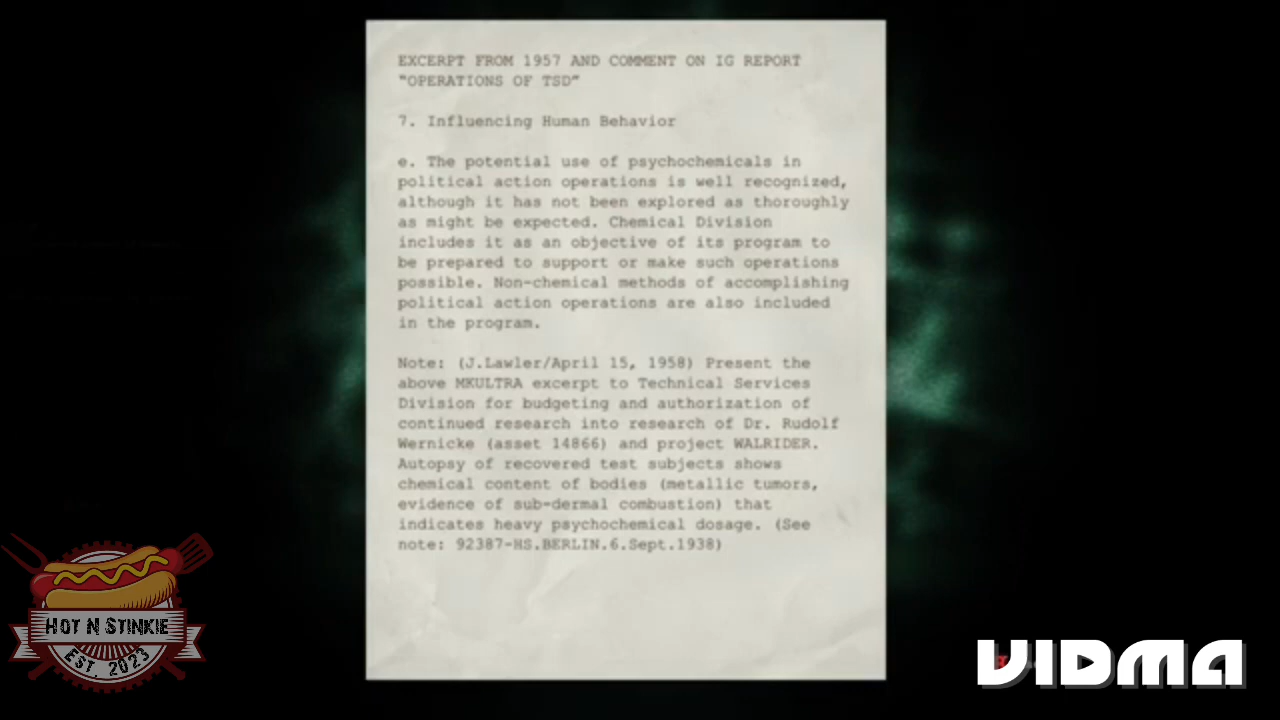 EXCERPT FROM 1957 AND COMMENT ON IG REPORT
"OPERATIONS OF TSD"
7. Influencing Human Behavior
e. The potential use of psychochemicals in
political action operations is well recognized,
although it has not been explored as thoroughly
as might be expected. Chemical Division
includes it as an objective of its program to
be prepared to support or make such operations
possible. Non-chemical methods of accomplishing
political action operations are also included
in the program.
Note: (J.Lawler/April 15, 1958) Present the
above MKULTRA excerpt to Technical Services
Division for budgeting and authorization of
continued research into research of Dr. Rudolf
Wernicke (asset 14866) and project WALRIDER.
Autopsy of recovered test subjects shows
chemical content of bodies (metallic tumors,
evidence of sub-dermal combustion) that
indicates heavy psychochemical dosage. (See
note: 92387-HS.BERLIN.6.Sept.1938)
HOT N STINKIE
EST. 2023
VIDMA